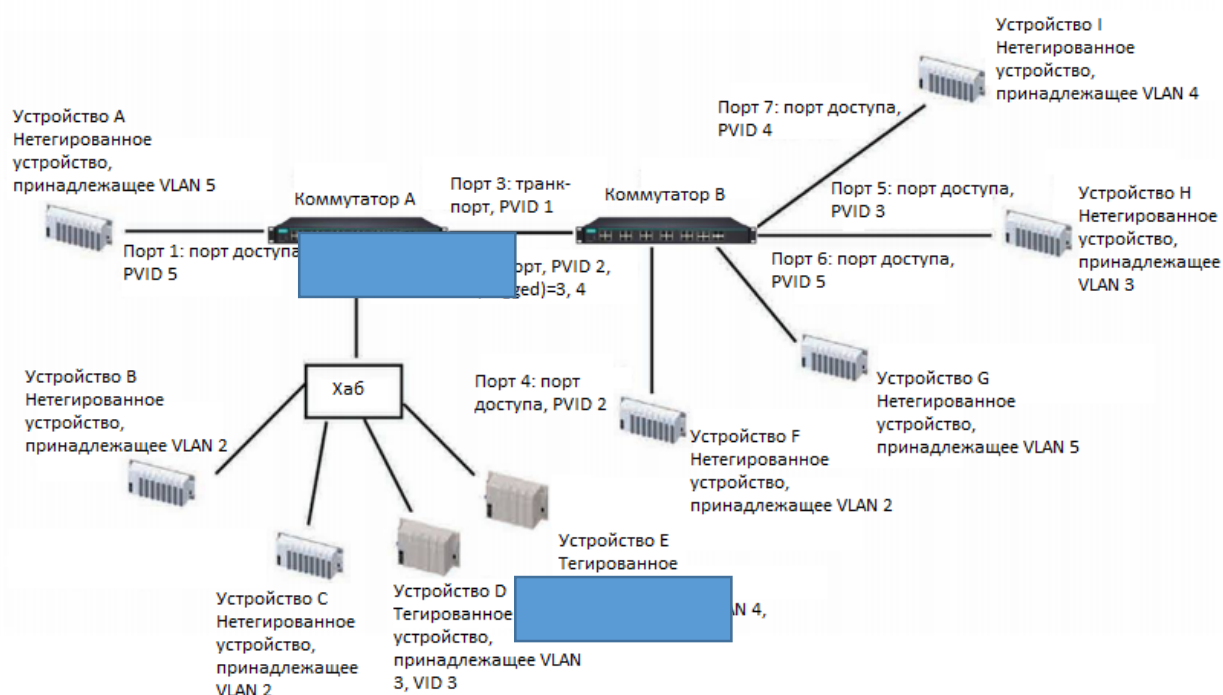 Устройство I
Нетегированное
устройство,
принадлежащее VLAN 4
Порт 7: порт доступа,
PVID 4
Устройство A
Нетегированное
устройство,
принадлежащее VLAN 5
Коммутатор A
Порт 3: транк-
порт, PVID 1
Коммутатор B
Порт 5: порт доступа,
PVID 3
Устройство H
Нетегированное
устройство,
принадлежащее
VLAN 3
Порт 1: порт доступа
PVID 5
PVID 2,
=3, 4
Порт 6: порт доступа,
PVID 5
Хаб
Устройство B
Нетегированное
устройство,
принадлежащее VLAN 2
Порт 4: порт
доступа, PVID 2
Устройство G
Нетегированное
устройство,
принадлежащее VLAN 5
Устройство F
Нетегированное
устройство,
принадлежащее VLAN 2
Устройство E
Тегированное
4,
Устройство C
Нетегированное
устройство,
принадлежащее
VLAN 2
Устройство D
Тегированное
устройство,
принадлежащее VLAN
3, VID 3